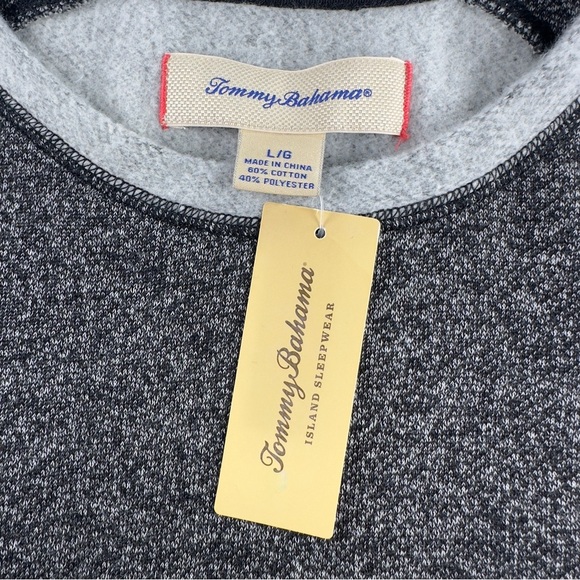 Tommy Bahama®
L/G
MADE IN CHINA
60% COTTON
40% POLYESTER
Tommy Bahama®
ISLAND SLEEPWEAR